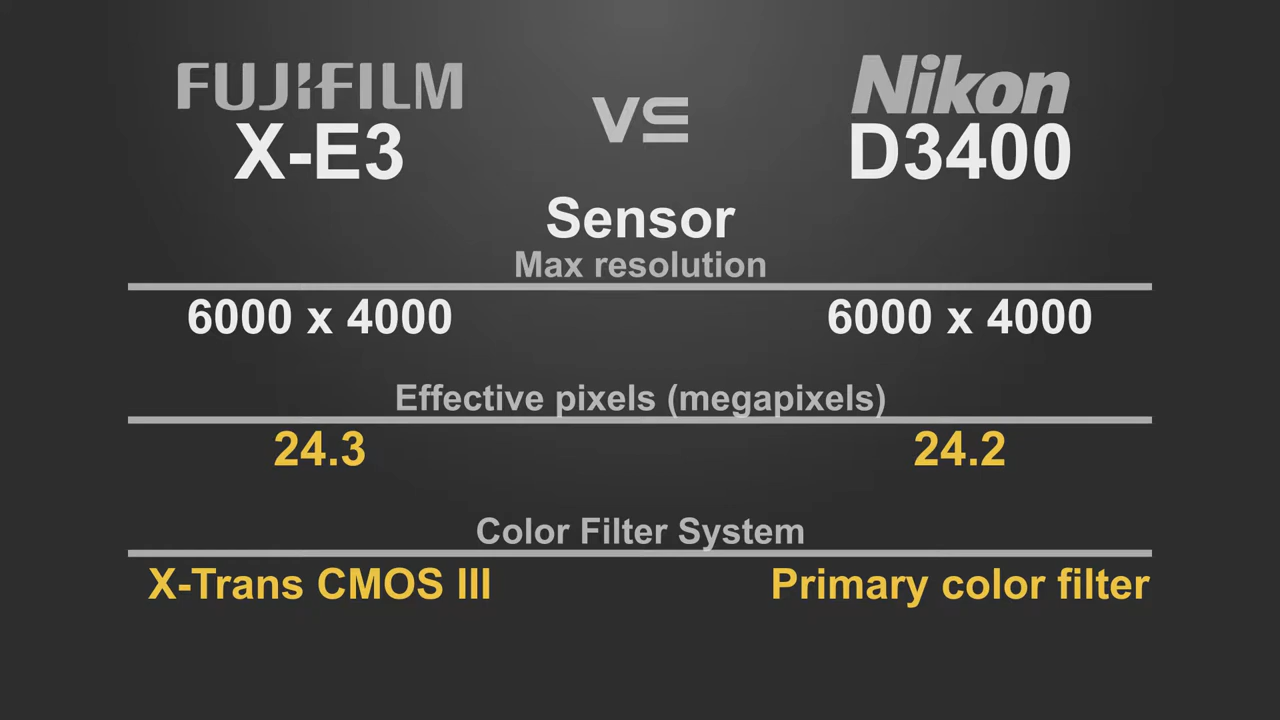 FUJIFILM VS Nikon
X-E3 D3400
Sensor
Max resolution
6000 x 4000 6000 x 4000
Effective pixels (megapixels)
24.3 24.2
Color Filter System
X-Trans CMOS III Primary color filter